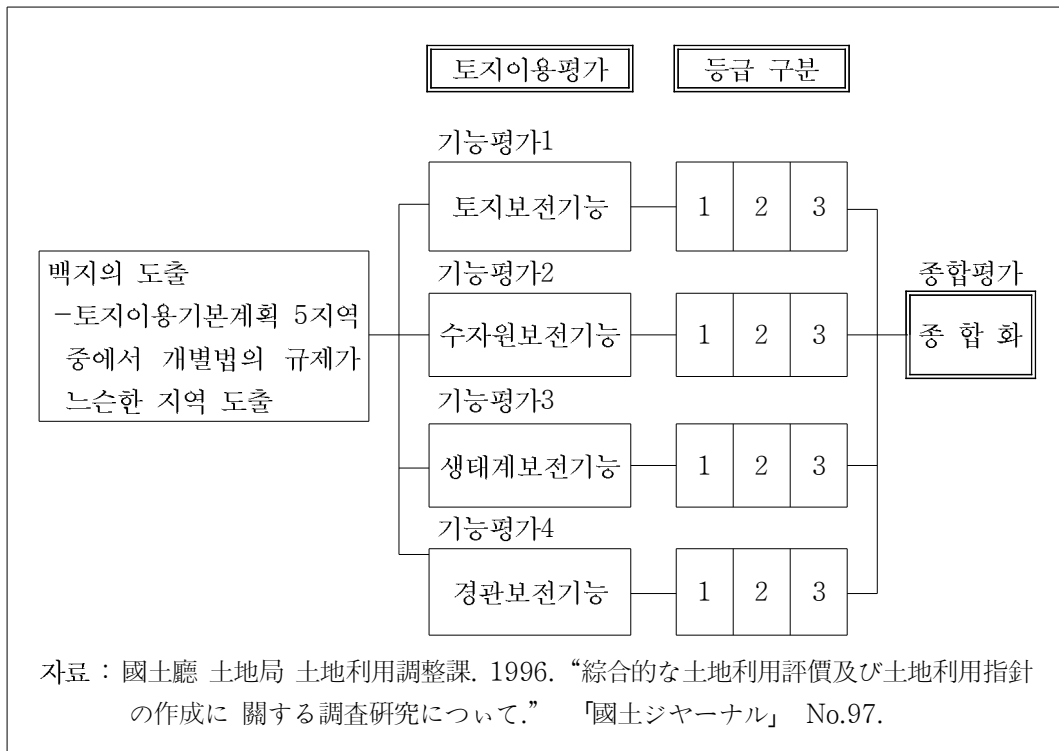 토지이용평가
등급 구분
기능평가1
토지보전기능
1 2 3
백지의 도출
-토지이용기본계획 5지역
중에서 개별법의 규제가
느슨한 지역 도출
기능평가2
수자원보전기능
1 2 3
종합평가
종 합 화
기능평가3
생태계보전기능
1 2 3
기능평가4
경관보전기능
1 2 3
자료 : 國土廳 土地局 土地利用調整課. 1996. “綜合的な土地利用評價及び土地利用指針
の作成に 關する調査硏究につぃて.” 「國土ジヤーナル」 No.97.